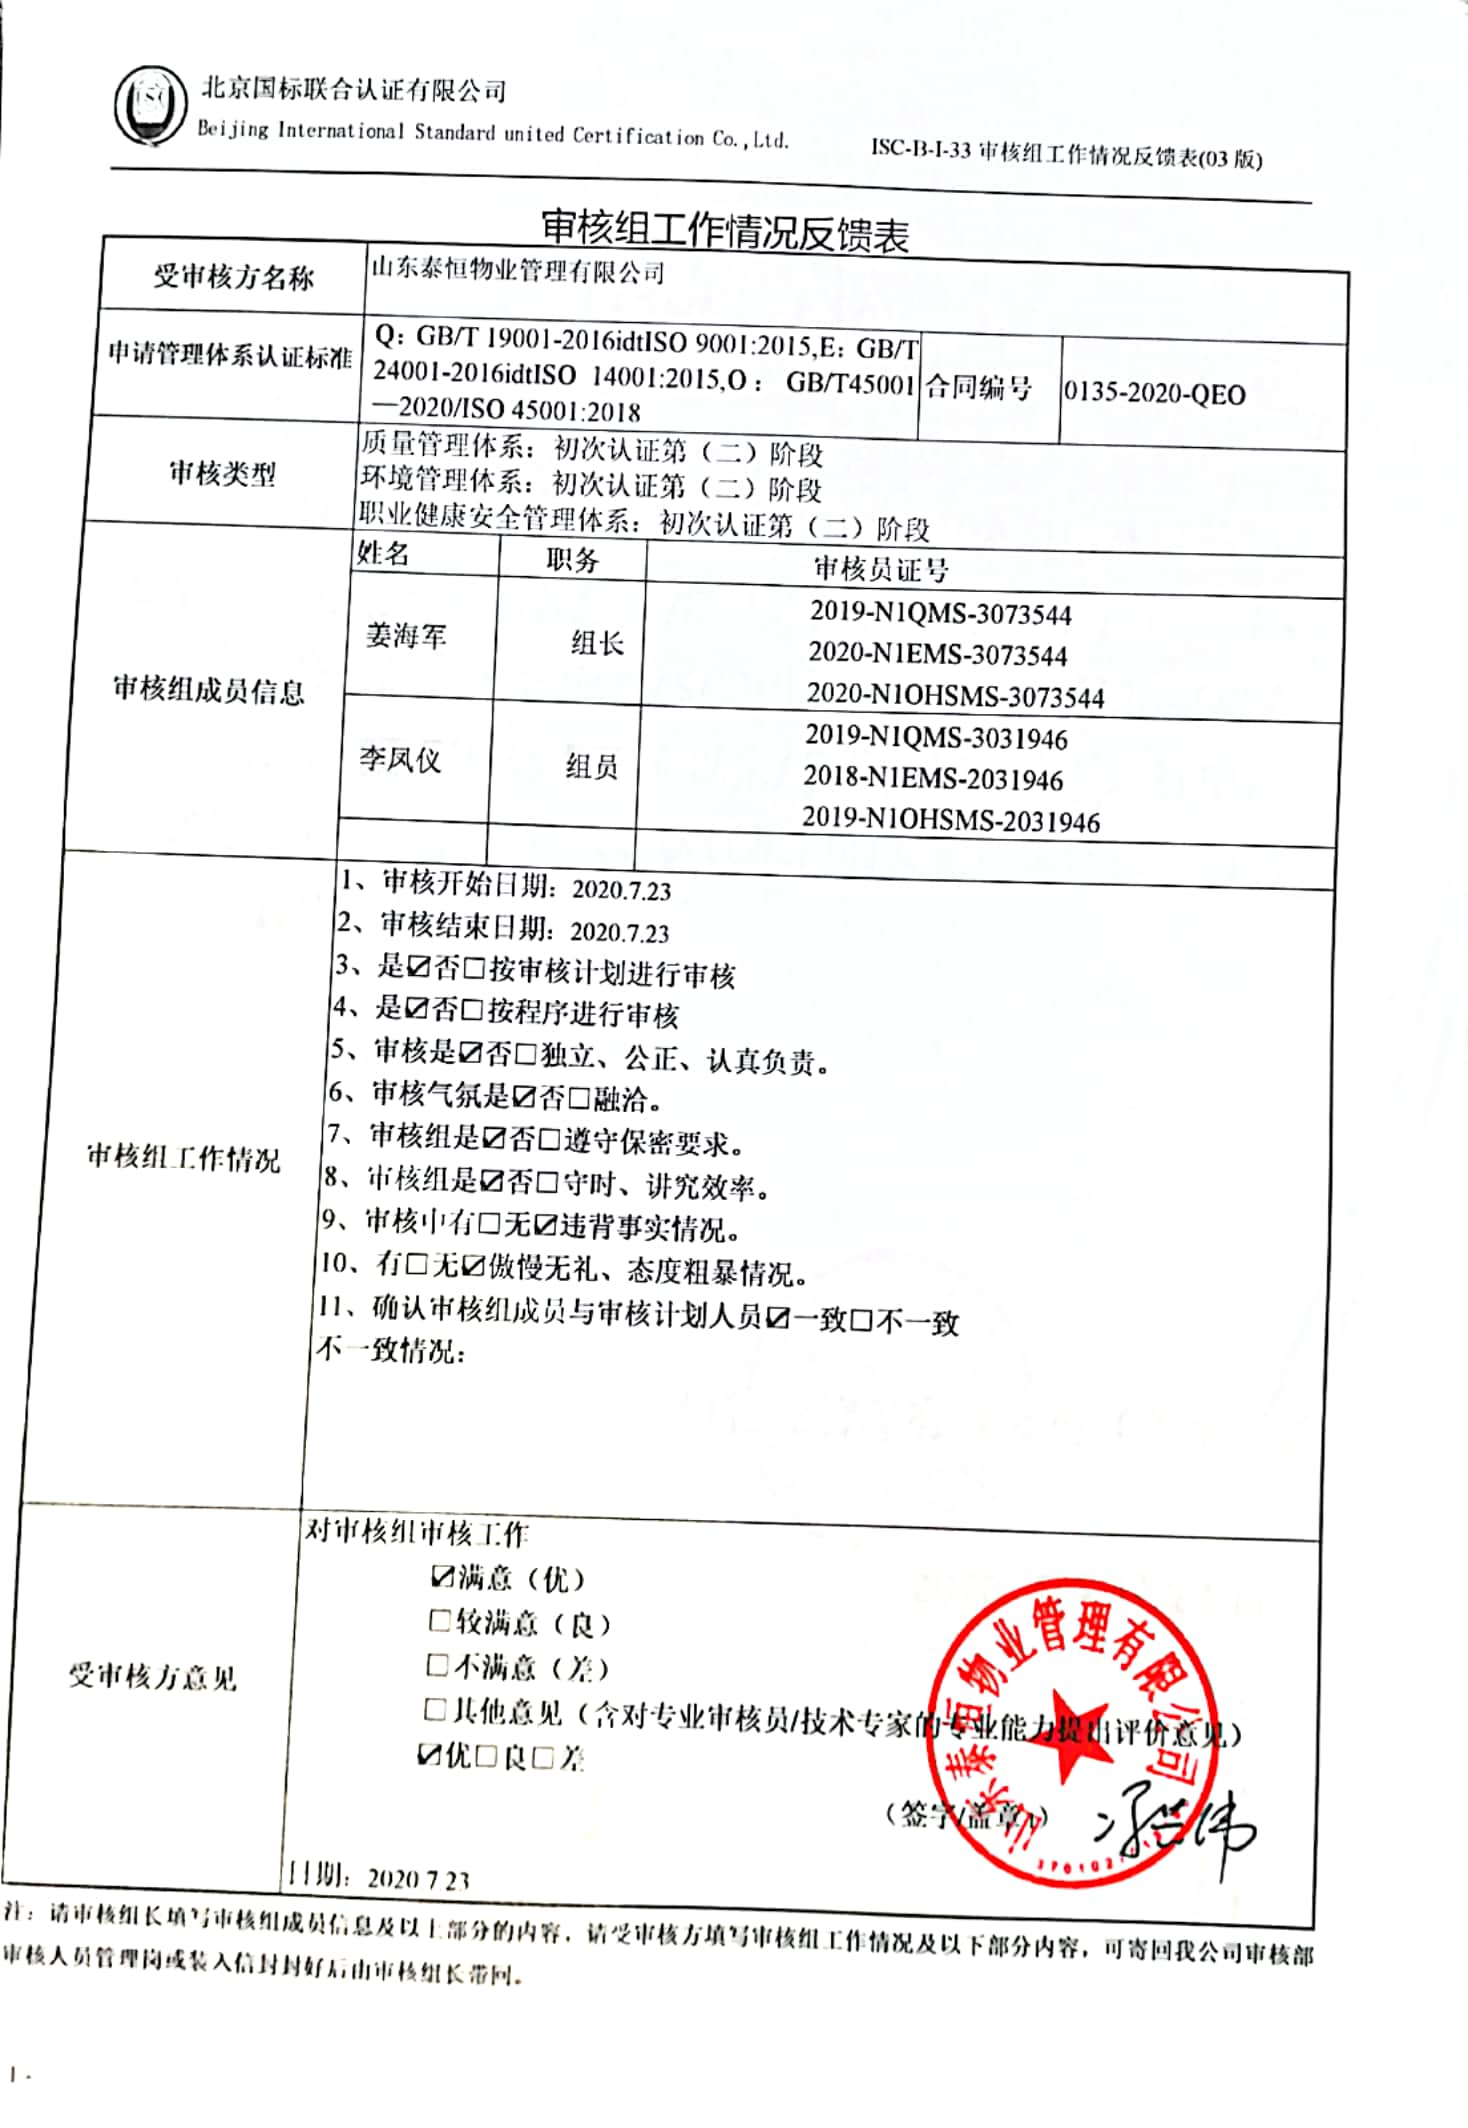 北京国标联合认证有限公司
Beijing International Standard united Certification Co.,Ltd.
ISC-B-I-33 审核组工作情况反馈表(03 版)
审核组工作情况反馈表
受审核方名称
山东泰恒物业管理有限公司
申请管理体系认证标准
Q: GB/T 19001-2016idtISO 9001:2015,E: GB/T
24001-2016idtISO 14001:2015,O: GB/T45001
—2020/ISO 45001:2018
合同编号
0135-2020-QEO
审核类型
质量管理体系：初次认证第（二）阶段
环境管理体系：初次认证第（二）阶段
职业健康安全管理体系：初次认证第（二）阶段
审核组成员信息
姓名 职务 审核员证号
姜海军 组长
2019-N1QMS-3073544
2020-N1EMS-3073544
2020-N1OHSMS-3073544
李凤仪 组员
2019-N1QMS-3031946
2018-N1EMS-2031946
2019-N1OHSMS-2031946
审核组工作情况
1、审核开始日期：2020.7.23
2、审核结束日期：2020.7.23
3、是☑否□按审核计划进行审核
4、是☑否□按程序进行审核
5、审核是☑否□独立、公正、认真负责。
6、审核气氛是☑否□融洽。
7、审核组是☑否□遵守保密要求。
8、审核组是☑否□守时、讲究效率。
9、审核中有□无☑违背事实情况。
10、有□无☑傲慢无礼、态度粗暴情况。
11、确认审核组成员与审核计划人员☑一致□不一致
不一致情况：
受审核方意见
对审核组审核工作
☑满意（优）
□较满意（良）
□不满意（差）
□其他意见（含对专业审核员/技术专家的专业能力提出评价意见）
☑优□良□差
（签字/盖章）
山东泰恒物业管理有限公司
日期：2020 7 23
注：请审核组长填写审核组成员信息及以上部分的内容，请受审核方填写审核组工作情况及以下部分内容，可寄回我公司审核部
审核人员管理岗或装入信封封好后由审核组长带回。